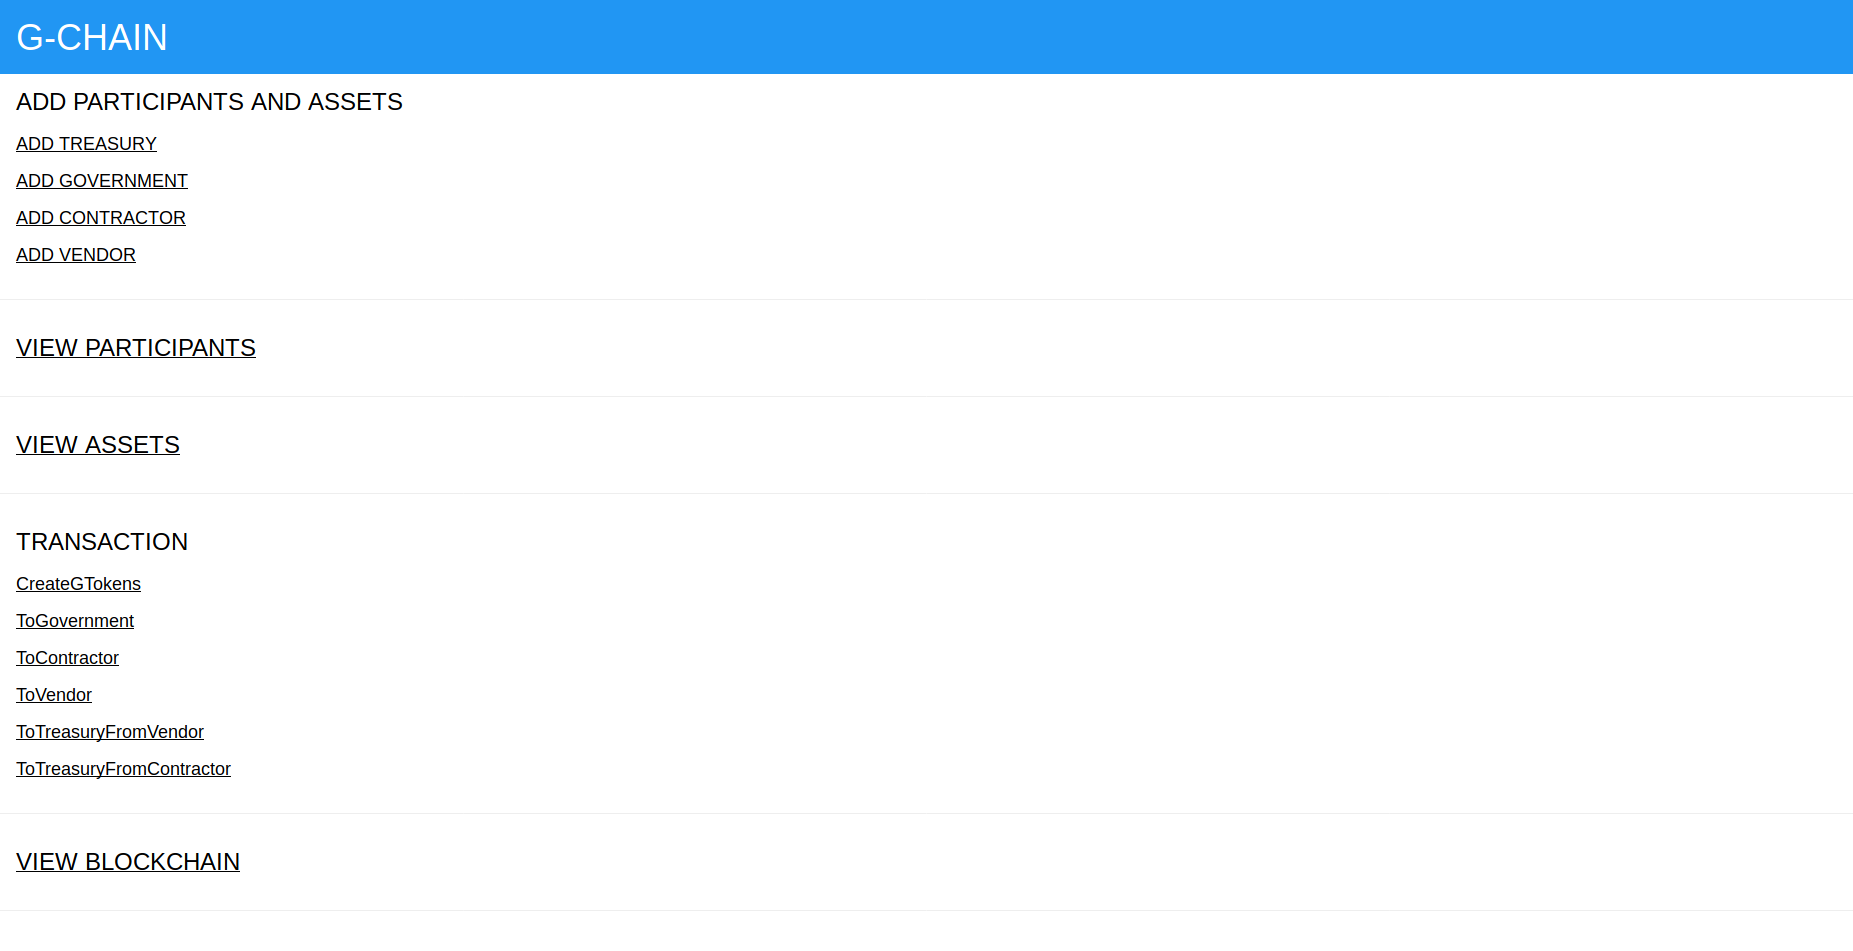 G-CHAIN
ADD PARTICIPANTS AND ASSETS
ADD TREASURY
ADD GOVERNMENT
ADD CONTRACTOR
ADD VENDOR
VIEW PARTICIPANTS
VIEW ASSETS
TRANSACTION
CreateGTokens
ToGovernment
ToContractor
ToVendor
ToTreasuryFromVendor
ToTreasuryFromContractor
VIEW BLOCKCHAIN